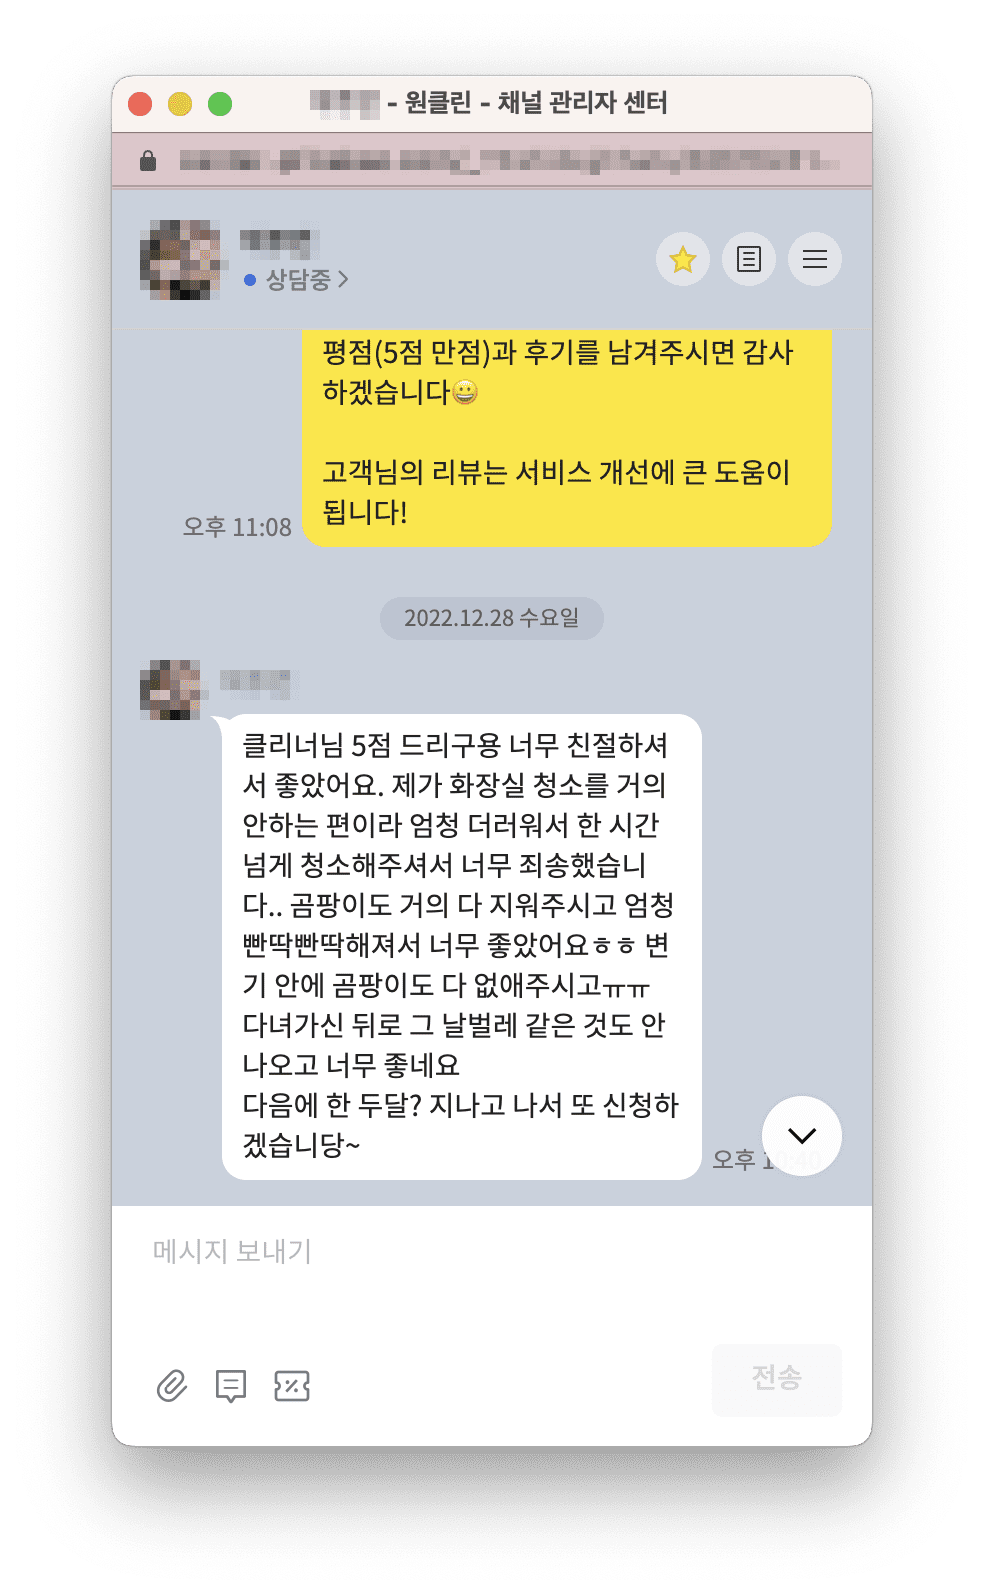 - 원클린 - 채널 관리자 센터
상담중
평점(5점 만점)과 후기를 남겨주시면 감사
하겠습니다😀
고객님의 리뷰는 서비스 개선에 큰 도움이
됩니다!
오후 11:08
2022.12.28 수요일
클리너님 5점 드리구용 너무 친절하셔
서 좋았어요. 제가 화장실 청소를 거의
안하는 편이라 엄청 더러워서 한 시간
넘게 청소해주셔서 너무 죄송했습니
다.. 곰팡이도 거의 다 지워주시고 엄청
빤딱빤딱해져서 너무 좋았어요ㅎㅎ 변
기 안에 곰팡이도 다 없애주시고ㅠㅠ
다녀가신 뒤로 그 날벌레 같은 것도 안
나오고 너무 좋네요
다음에 한 두달? 지나고 나서 또 신청하
겠습니당~
오후
메시지 보내기
전송